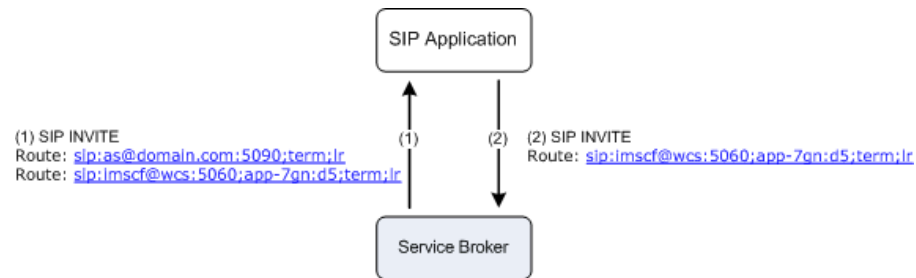 SIP Application
(1) SIP INVITE
Route: sip:as@domain.com:5090;term;lr
Route: sip:imscf@wcs:5060;app-7gn:d5;term;lr
(1)
(2)
(2) SIP INVITE
Route: sip:imscf@wcs:5060;app-7gn:d5;term;lr
Service Broker